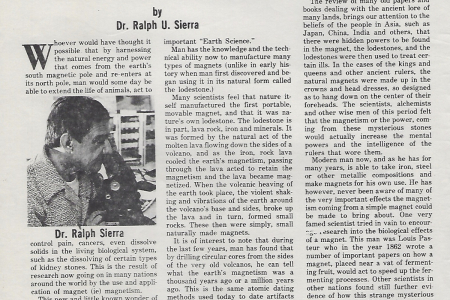 by
Dr. Ralph U. Sierra
Whoever would have thought it
possible that by harnessing
the natural energy and power
that comes from the earth's
south magnetic pole and re-enters at
its north pole, man would some day be
able to extend the life of animals, act to
Dr. Ralph Sierra
control pain, cancers, even dissolve
solids in the living biological system,
such as the dissolving of certain types
of kidney stones. This is the result of
research now going on in many nations
around the world by the use and appli-
cation of magnet (ie) magnetism.
This new and little known wonder of
important "Earth Science."
Man has the knowledge and the tech-
nical ability now to manufacture many
types of magnets (unlike in early his
tory when man first discovered and be-
gan using it in its natural form called
the lodestone.)
Many scientists feel that nature it-
self manufactured the first portable,
movable magnet, and that it was na-
ture's own lodestone. The lodestone is
in part, lava rock, iron and minerals. It
was formed by the natural act of the
molten lava flowing down the sides of a
volcano, and as the iron, rock lava
cooled the earth's magnetism, passing
through the lava acted to retain the
magnetism and the lava became mag-
netized. When the volcanic heaving of
the earth took place, the violent shak-
ing and vibrations of the earth around
the volcano's base and sides, broke up
the lava and in turn, formed small
rocks. These then were simply, small
naturally made magnets.
It is of interest to note that during
the last few years, man has found that
by drilling circular cores from the sides
of the very old volcanos, he can tell
what the earth's magnetism was a
thousand years ago or a million years
ago. This is the same atomic dating
methods used today to date artifacts
The review of many old papers and
books dealing with the ancient lore of
many lands, brings our attention to the
beliefs of the people in Asia, such as
Japan, China, India and others, that
there were hidden powers to be found
in the magnet, the lodestones, and the
lodestones were then used to treat cer-
tain ills. In the cases of the kings and
queens and other ancient rulers, the
natural magnets were made up in the
crowns and head dresses, so designed
as to hang down on the center of their
foreheads. The scientists, alchemists
and other wise men of this period felt
that the magnetism or the power, com-
ing from these mysterious stones
would actually increase the mental
powers and the intelligence of the
rulers that wore them.
Modern man now, and as he has for
many years, is able to take iron, steel
or other metallic compositions and
make magnets for his own use. He has
however, never been aware of many of
the very important effects the magnet-
ism coming from a simple magnet could
be made to bring about. One very
famed scientist tried in vain to encour-
research into the biological effects
of a magnet. This man was Louis Pas-
teur who in the year 1862 wrote a
number of important papers on how a
magnet, placed near a vat of ferment-
ing fruit, would act to speed up the fer-
menting process. Other scientists in
other nations found still further evi-
dence of how this strange mysterious